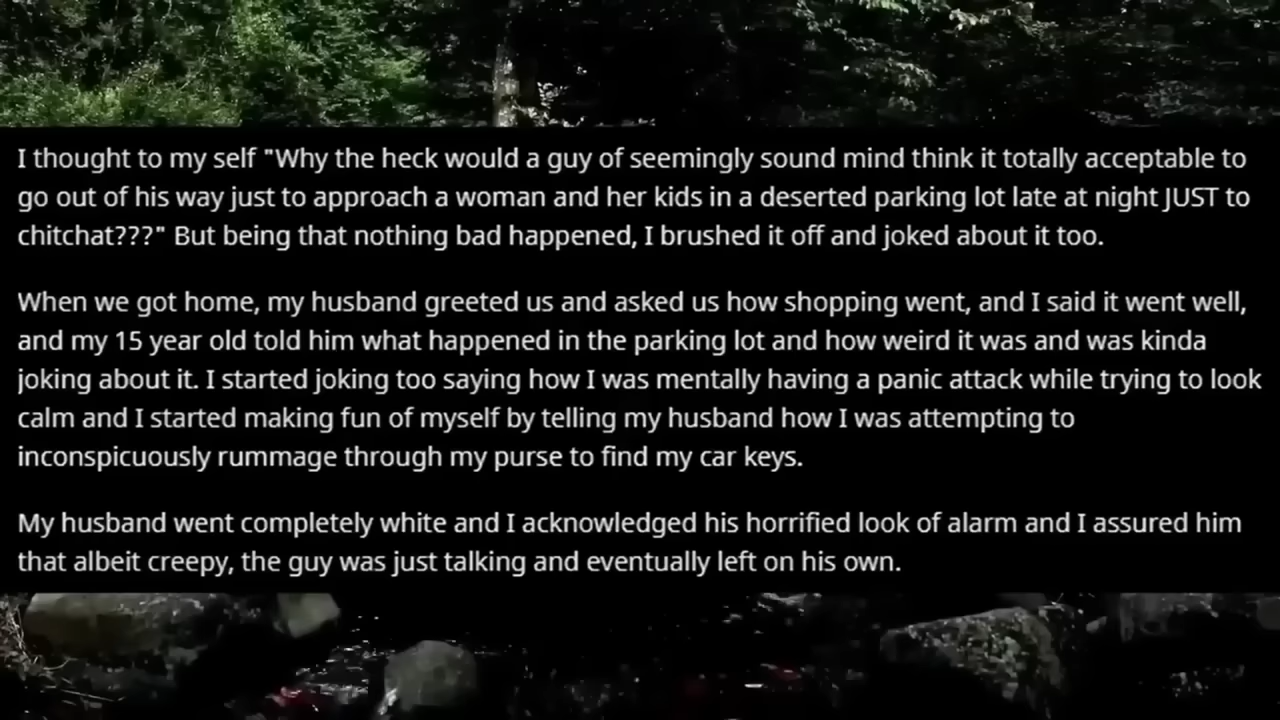 I thought to my self "Why the heck would a guy of seemingly sound mind think it totally acceptable to
go out of his way just to approach a woman and her kids in a deserted parking lot late at night JUST to
chitchat???" But being that nothing bad happened, I brushed it off and joked about it too.
When we got home, my husband greeted us and asked us how shopping went, and I said it went well,
and my 15 year old told him what happened in the parking lot and how weird it was and was kinda
joking about it. I started joking too saying how I was mentally having a panic attack while trying to look
calm and I started making fun of myself by telling my husband how I was attempting to
inconspicuously rummage through my purse to find my car keys.
My husband went completely white and I acknowledged his horrified look of alarm and I assured him
that albeit creepy, the guy was just talking and eventually left on his own.